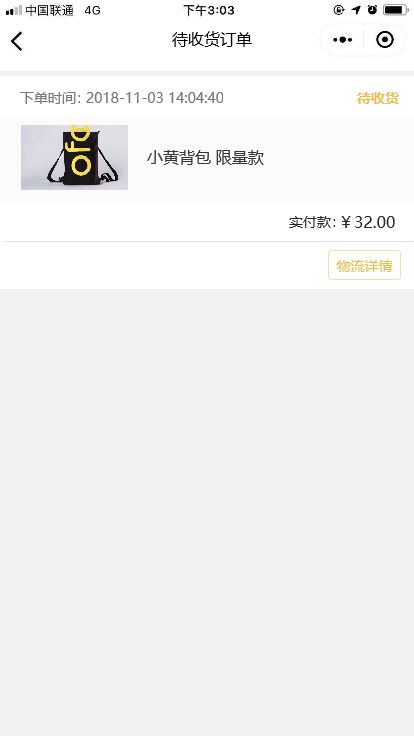 中国联通 4G 下午3:03
待收货订单
下单时间: 2018-11-03 14:04:40 待收货
ofo
小黄背包 限量款
实付款: ¥ 32.00
物流详情